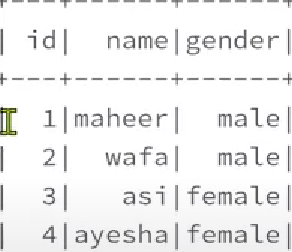 +---+------+------+
| id|  name|gender|
+---+------+------+
|  1|maheer|  male|
|  2|  wafa|  male|
|  3|   asi|female|
|  4|ayesha|female|